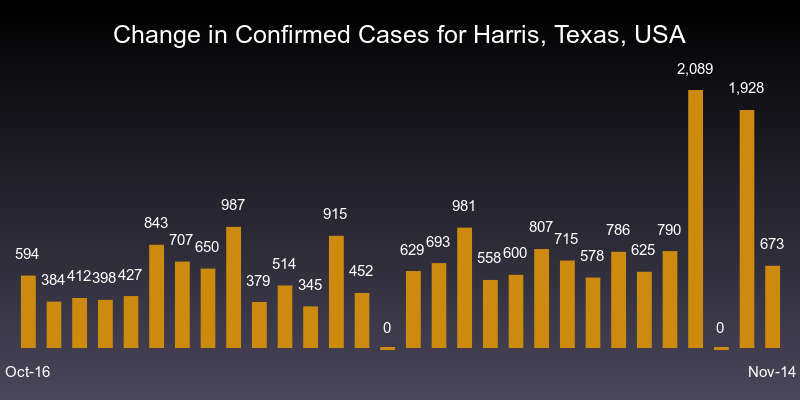 Change in Confirmed Cases for Harris, Texas, USA
594 384 412 398 427 843 707 650 987 379 514 345 915 452 0 629 693 981 558 600 807 715 578 786 625 790 2,089 0 1,928 673
Oct-16 Nov-14